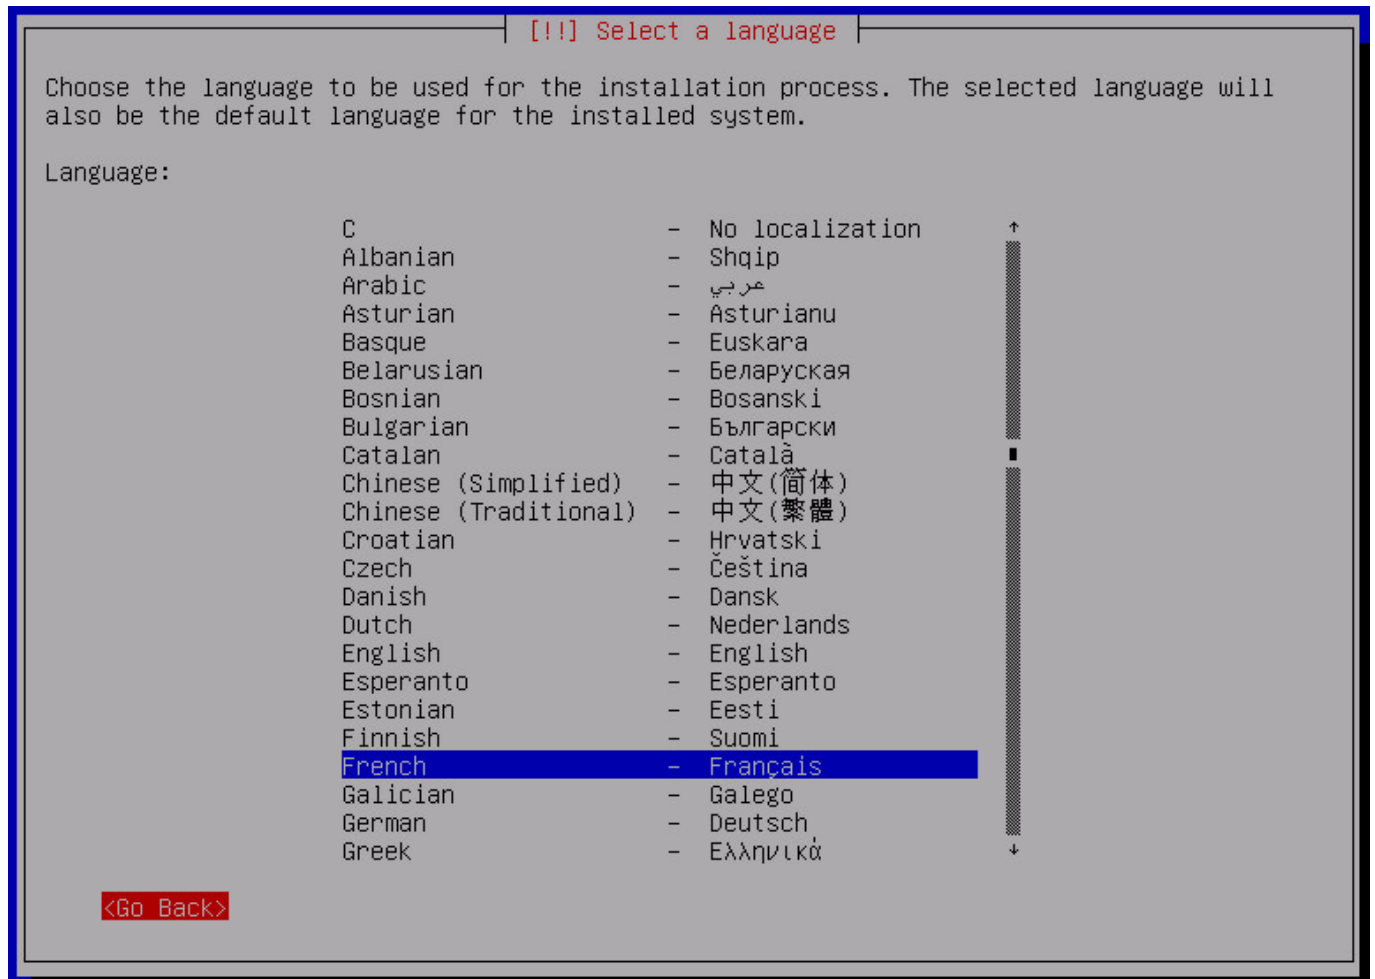 [!!] Select a language
Choose the language to be used for the installation process. The selected language will
also be the default language for the installed system.
Language:
C - No localization
Albanian - Shqip
Arabic - عربي
Asturian - Asturianu
Basque - Euskara
Belarusian - Беларуская
Bosnian - Bosanski
Bulgarian - Български
Catalan - Català
Chinese (Simplified) - 中文(简体)
Chinese (Traditional) - 中文(繁體)
Croatian - Hrvatski
Czech - Čeština
Danish - Dansk
Dutch - Nederlands
English - English
Esperanto - Esperanto
Estonian - Eesti
Finnish - Suomi
French - Français
Galician - Galego
German - Deutsch
Greek - Ελληνικά
<Go Back>